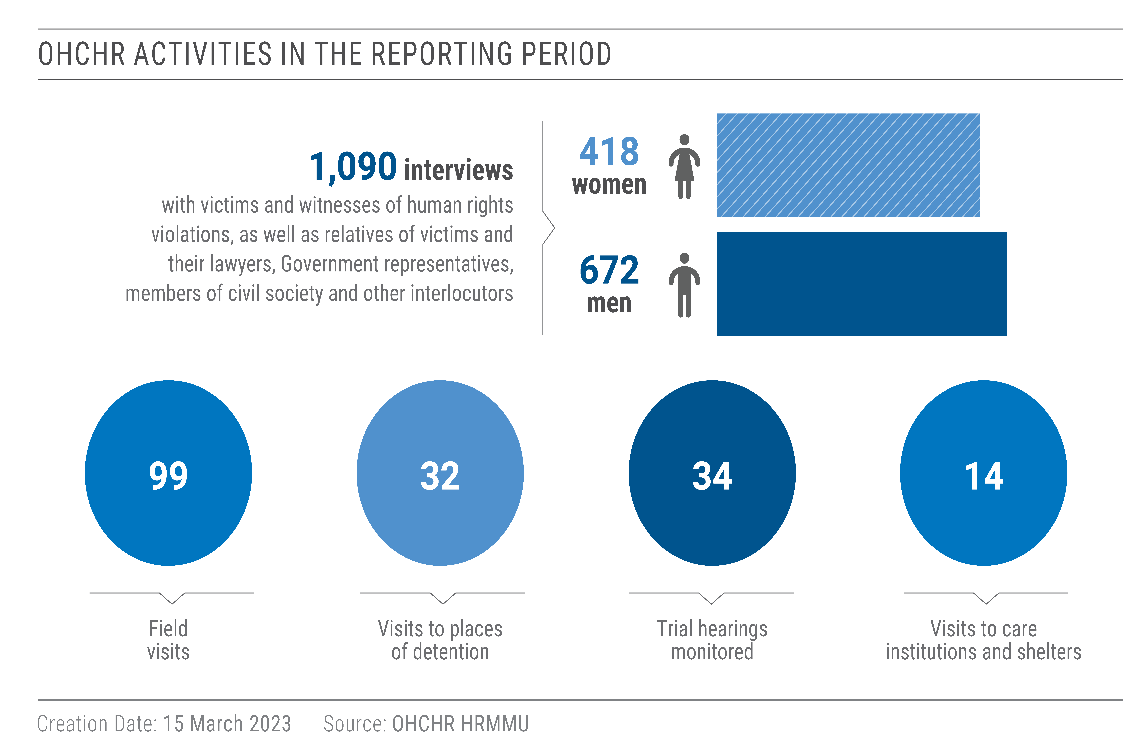 OHCHR ACTIVITIES IN THE REPORTING PERIOD
1,090 interviews
with victims and witnesses of human rights
violations, as well as relatives of victims and
their lawyers, Government representatives,
members of civil society and other interlocutors
418
women
672
men
99
32
34
14
Field
visits
Visits to places
of detention
Trial hearings
monitored
Visits to care
institutions and shelters
Creation Date: 15 March 2023 Source: OHCHR HRMMU